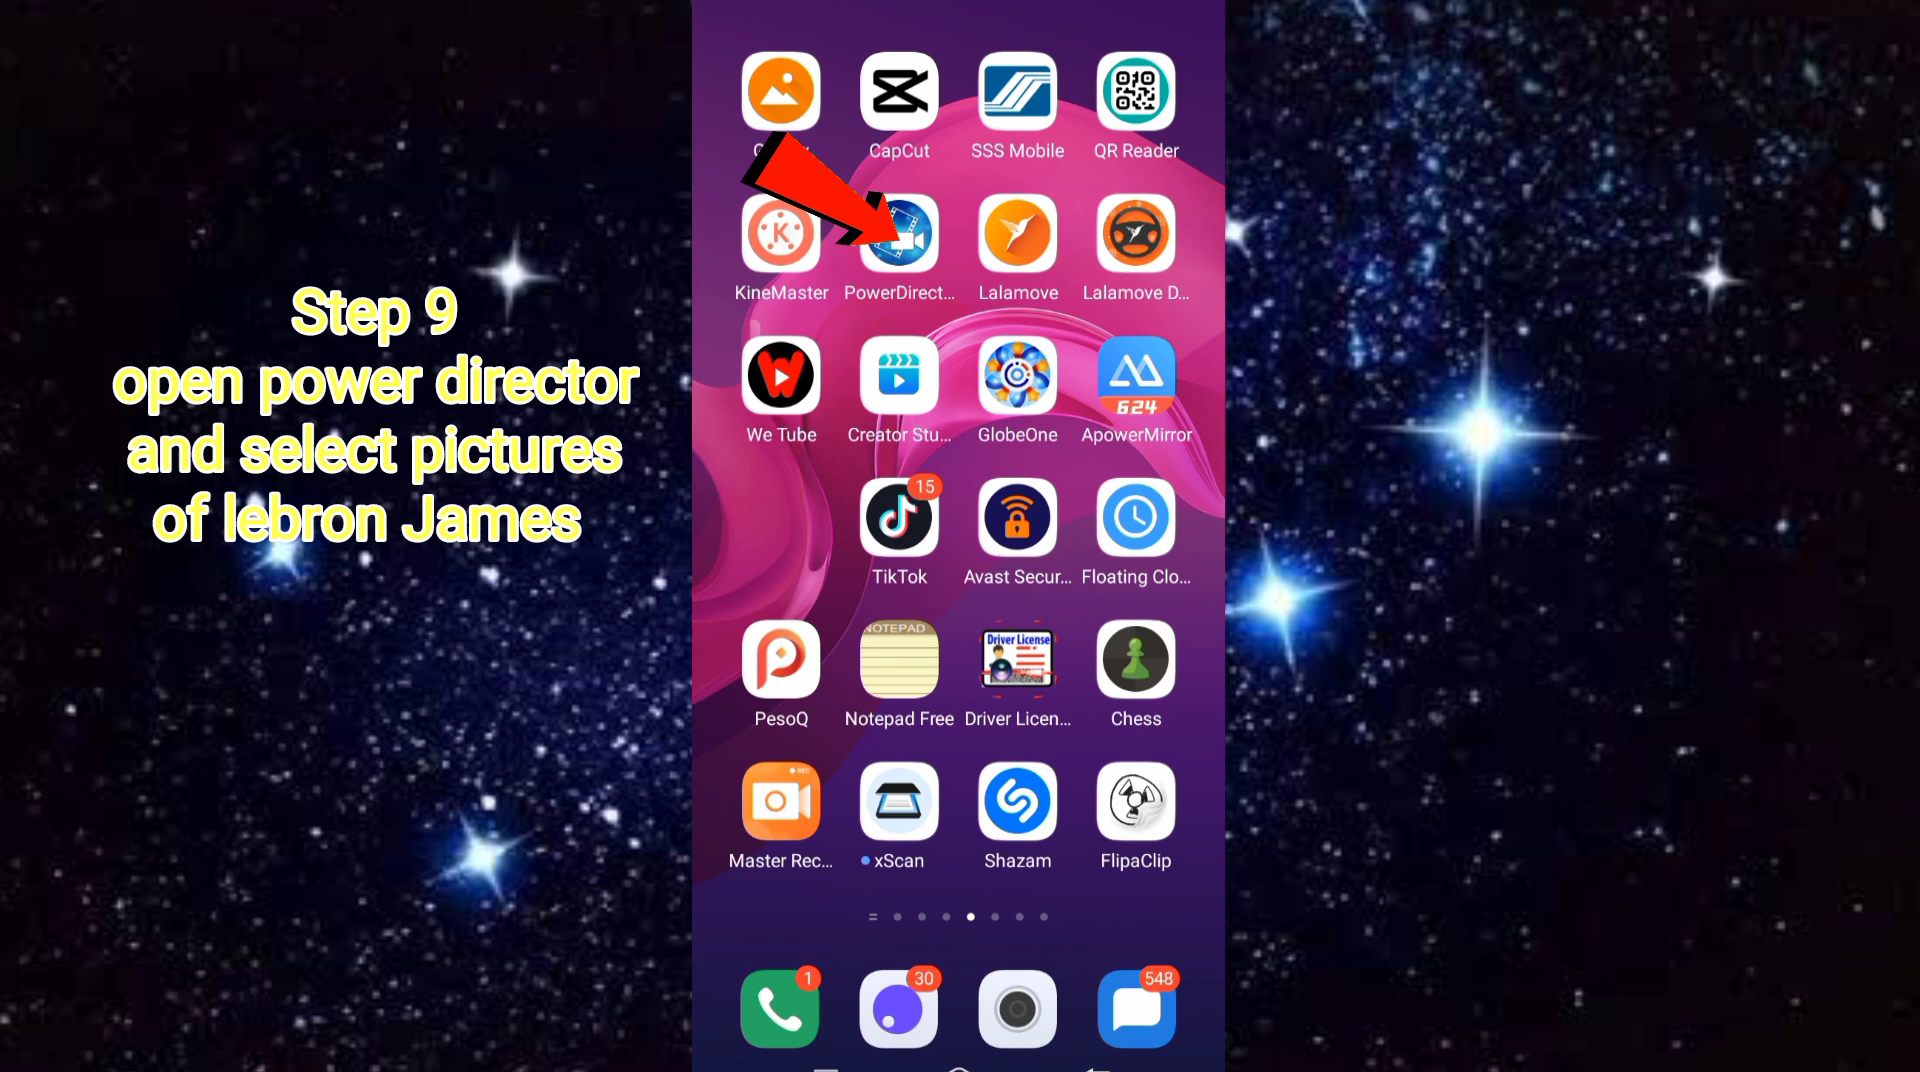 Step 9
open power director
and select pictures
of lebron James
CapCut
SSS Mobile
QR Reader
K
KineMaster
PowerDirect...
Lalamove
Lalamove D...
We Tube
Creator Stu...
GlobeOne
624
ApowerMirror
15
TikTok
Avast Secur...
Floating Clo...
NOTEPAD
Driver License
PesoQ
Notepad Free
Driver Licen...
Chess
REC
Master Rec...
xScan
Shazam
FlipaClip
1
30
548